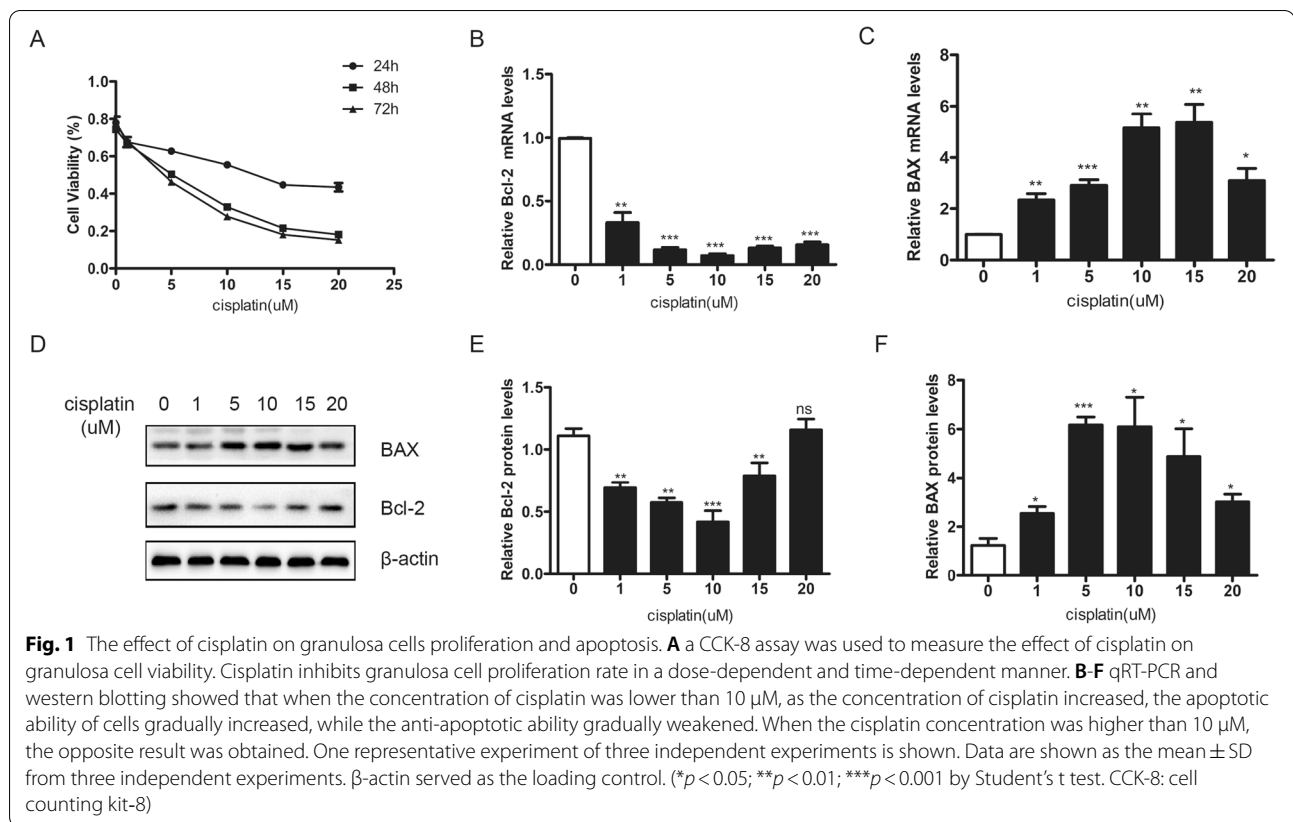 A
24h
48h
72h
1.0
0.8
0.6
0.4
0.2
0.0
Cell Viability (%)
0 5 10 15 20 25
cisplatin(uM)
B
1.5
1.0
0.5
0.0
Relative Bcl-2 mRNA levels
** *** *** *** ***
0 1 5 10 15 20
cisplatin(uM)
C
8
6
4
2
0
Relative BAX mRNA levels
** *** ** ** *
0 1 5 10 15 20
cisplatin(uM)
D
cisplatin 0 1 5 10 15 20
(uM)
BAX
Bcl-2
β-actin
E
1.5
1.0
0.5
0.0
Relative Bcl-2 protein levels
** ** *** ** ns
0 1 5 10 15 20
cisplatin(uM)
F
8
6
4
2
0
Relative BAX protein levels
* *** * * *
0 1 5 10 15 20
cisplatin(uM)
Fig. 1 The effect of cisplatin on granulosa cells proliferation and apoptosis. A a CCK-8 assay was used to measure the effect of cisplatin on
granulosa cell viability. Cisplatin inhibits granulosa cell proliferation rate in a dose-dependent and time-dependent manner. B-F qRT-PCR and
western blotting showed that when the concentration of cisplatin was lower than 10 μM, as the concentration of cisplatin increased, the apoptotic
ability of cells gradually increased, while the anti-apoptotic ability gradually weakened. When the cisplatin concentration was higher than 10 μM,
the opposite result was obtained. One representative experiment of three independent experiments is shown. Data are shown as the mean ± SD
from three independent experiments. β-actin served as the loading control. (*p < 0.05; **p < 0.01; ***p < 0.001 by Student's t test. CCK-8: cell
counting kit-8)